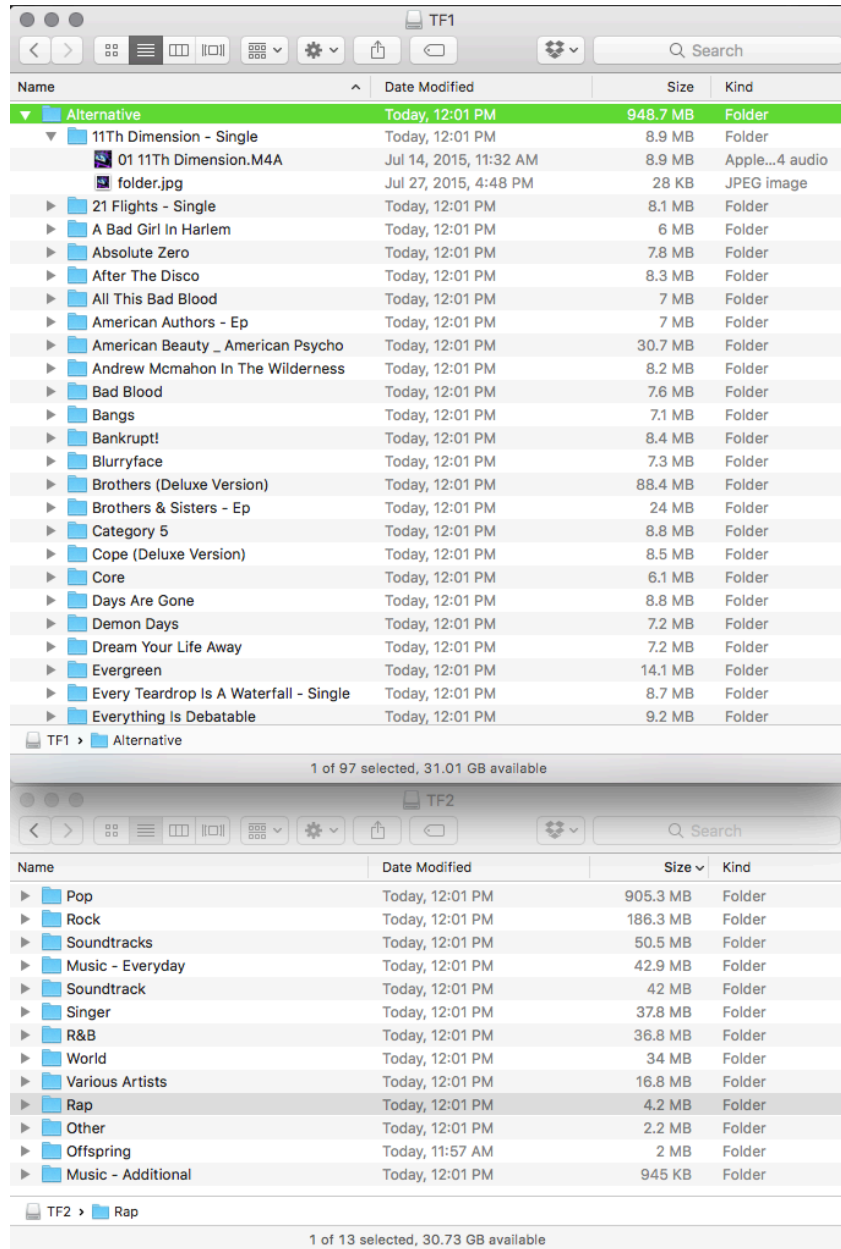 TF1
Search
Name Date Modified Size Kind
Alternative Today, 12:01 PM 948.7 MB Folder
11Th Dimension - Single Today, 12:01 PM 8.9 MB Folder
01 11Th Dimension.M4A Jul 14, 2015, 11:32 AM 8.9 MB Apple...4 audio
folder.jpg Jul 27, 2015, 4:48 PM 28 KB JPEG image
21 Flights - Single Today, 12:01 PM 8.1 MB Folder
A Bad Girl In Harlem Today, 12:01 PM 6 MB Folder
Absolute Zero Today, 12:01 PM 7.8 MB Folder
After The Disco Today, 12:01 PM 8.3 MB Folder
All This Bad Blood Today, 12:01 PM 7 MB Folder
American Authors - Ep Today, 12:01 PM 7 MB Folder
American Beauty _ American Psycho Today, 12:01 PM 30.7 MB Folder
Andrew Mcmahon In The Wilderness Today, 12:01 PM 8.2 MB Folder
Bad Blood Today, 12:01 PM 7.6 MB Folder
Bangs Today, 12:01 PM 7.1 MB Folder
Bankrupt! Today, 12:01 PM 8.4 MB Folder
Blurryface Today, 12:01 PM 7.3 MB Folder
Brothers (Deluxe Version) Today, 12:01 PM 88.4 MB Folder
Brothers & Sisters - Ep Today, 12:01 PM 24 MB Folder
Category 5 Today, 12:01 PM 8.8 MB Folder
Cope (Deluxe Version) Today, 12:01 PM 8.5 MB Folder
Core Today, 12:01 PM 6.1 MB Folder
Days Are Gone Today, 12:01 PM 8.8 MB Folder
Demon Days Today, 12:01 PM 7.2 MB Folder
Dream Your Life Away Today, 12:01 PM 7.2 MB Folder
Evergreen Today, 12:01 PM 14.1 MB Folder
Every Teardrop Is A Waterfall - Single Today, 12:01 PM 8.7 MB Folder
Everything Is Debatable Today, 12:01 PM 9.2 MB Folder
TF1 › Alternative
1 of 97 selected, 31.01 GB available
TF2
Search
Name Date Modified Size Kind
Pop Today, 12:01 PM 905.3 MB Folder
Rock Today, 12:01 PM 186.3 MB Folder
Soundtracks Today, 12:01 PM 50.5 MB Folder
Music - Everyday Today, 12:01 PM 42.9 MB Folder
Soundtrack Today, 12:01 PM 42 MB Folder
Singer Today, 12:01 PM 37.8 MB Folder
R&B Today, 12:01 PM 36.8 MB Folder
World Today, 12:01 PM 34 MB Folder
Various Artists Today, 12:01 PM 16.8 MB Folder
Rap Today, 12:01 PM 4.2 MB Folder
Other Today, 12:01 PM 2.2 MB Folder
Offspring Today, 11:57 AM 2 MB Folder
Music - Additional Today, 12:01 PM 945 KB Folder
TF2 › Rap
1 of 13 selected, 30.73 GB available